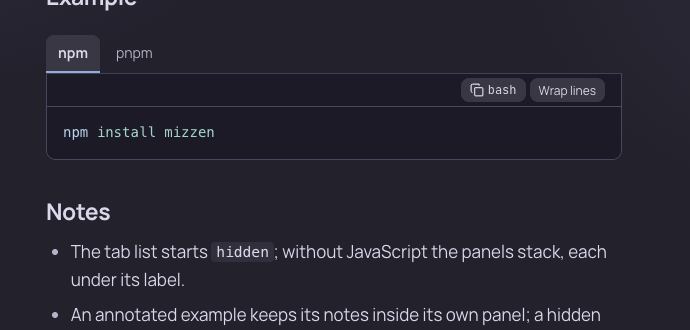 Example
npm
pnpm
bash
Wrap lines
npm install mizzen
Notes
The tab list starts hidden; without JavaScript the panels stack, each
under its label.
An annotated example keeps its notes inside its own panel; a hidden